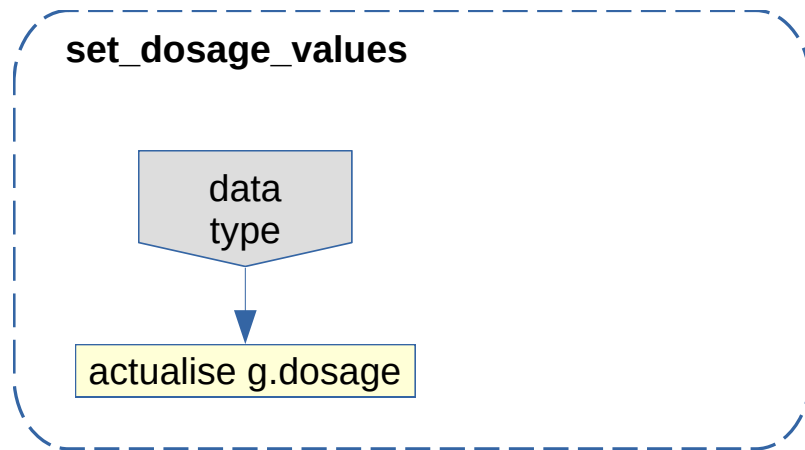 set_dosage_values
data
type
actualise g.dosage